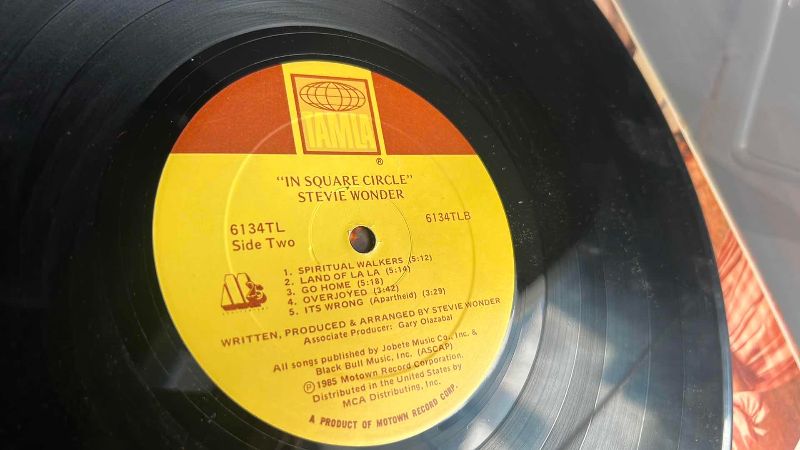 TAMLA
®
"IN SQUARE CIRCLE"
STEVIE WONDER
6134TL
6134TLB
Side Two
1. SPIRITUAL WALKERS (5:12)
2. LAND OF LA LA (5:14)
3. GO HOME (5:18)
4. OVERJOYED (3:42)
5. ITS WRONG (Apartheid) (3:29)
M
WRITTEN, PRODUCED & ARRANGED BY STEVIE WONDER
Associate Producer: Gary Olazabal
All songs published by Jobete Music Co., Inc. &
Black Bull Music, Inc. (ASCAP)
℗ 1985 Motown Record Corporation.
Distributed in the United States by
MCA Distributing, Inc.
A PRODUCT OF MOTOWN RECORD CORP.